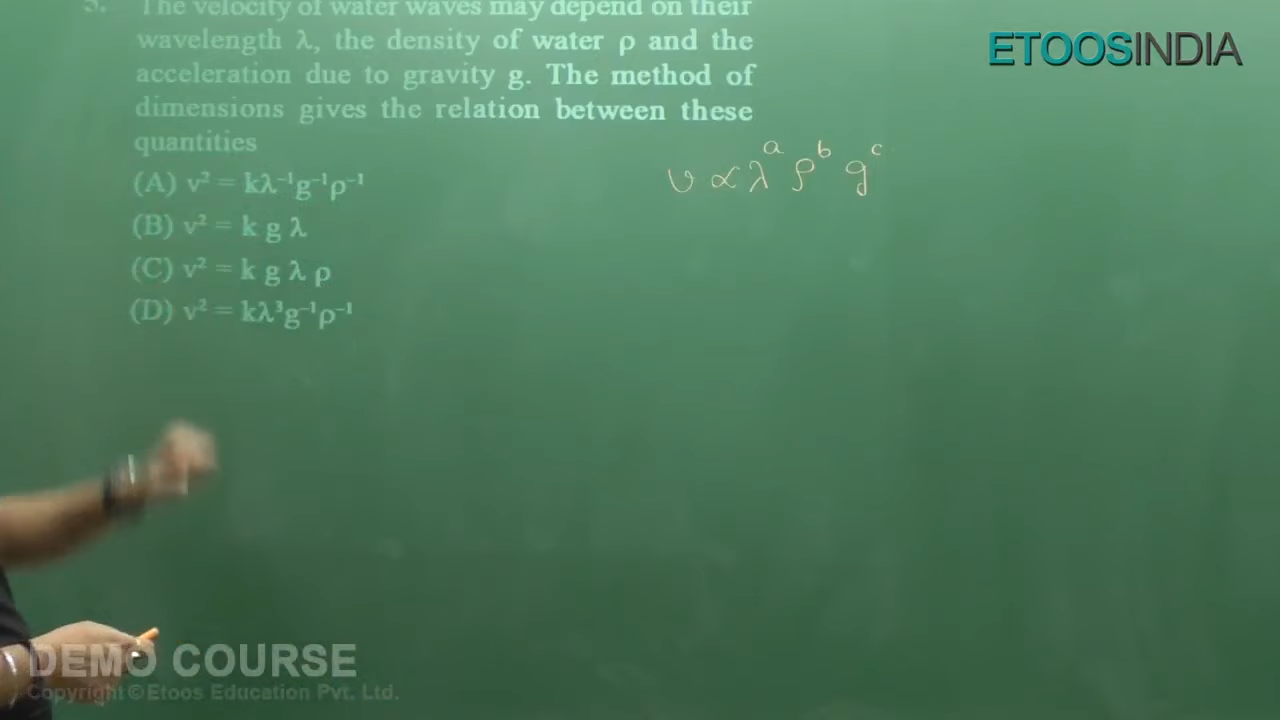 5. The velocity of water waves may depend on their
wavelength λ, the density of water ρ and the
acceleration due to gravity g. The method of
dimensions gives the relation between these
quantities
(A) v² = kλ⁻¹g⁻¹ρ⁻¹
(B) v² = k g λ
(C) v² = k g λ ρ
(D) v² = kλ³g⁻¹ρ⁻¹
v ∝ λᵃ ρᵇ gᶜ
ETOOSINDIA
DEMO COURSE
Copyright©Etoos Education Pvt. Ltd.